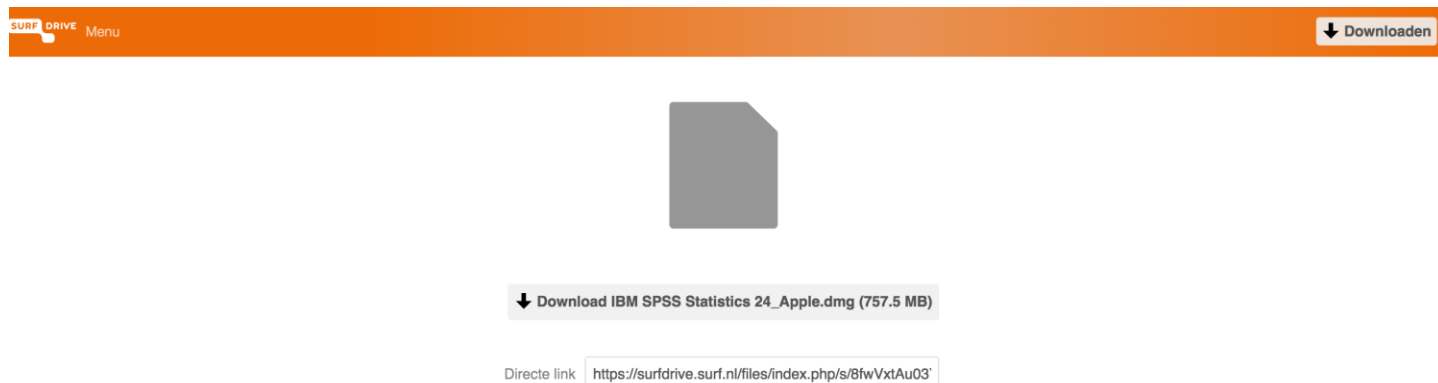 SURF DRIVE Menu Downloaden
Download IBM SPSS Statistics 24_Apple.dmg (757.5 MB)
Directe link https://surfdrive.surf.nl/files/index.php/s/8fwVxtAu03